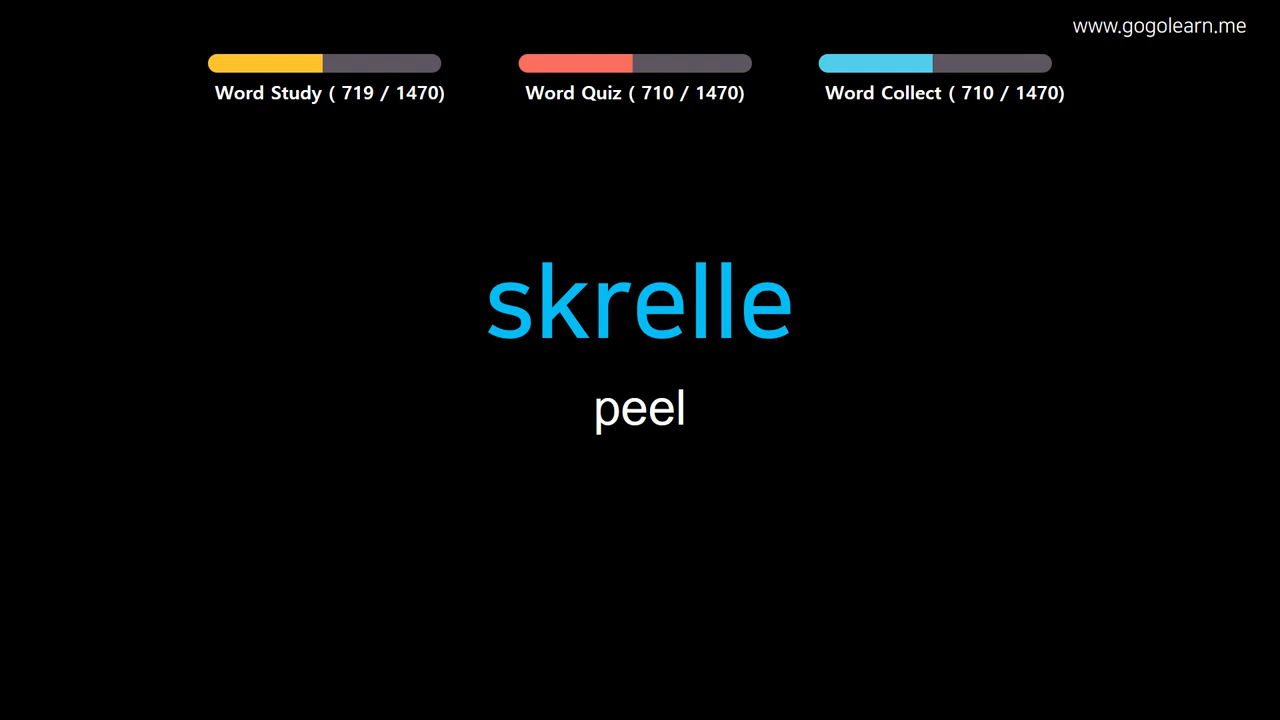 www.gogolearn.me
Word Study ( 719 / 1470)
Word Quiz ( 710 / 1470)
Word Collect ( 710 / 1470)
skrelle
peel